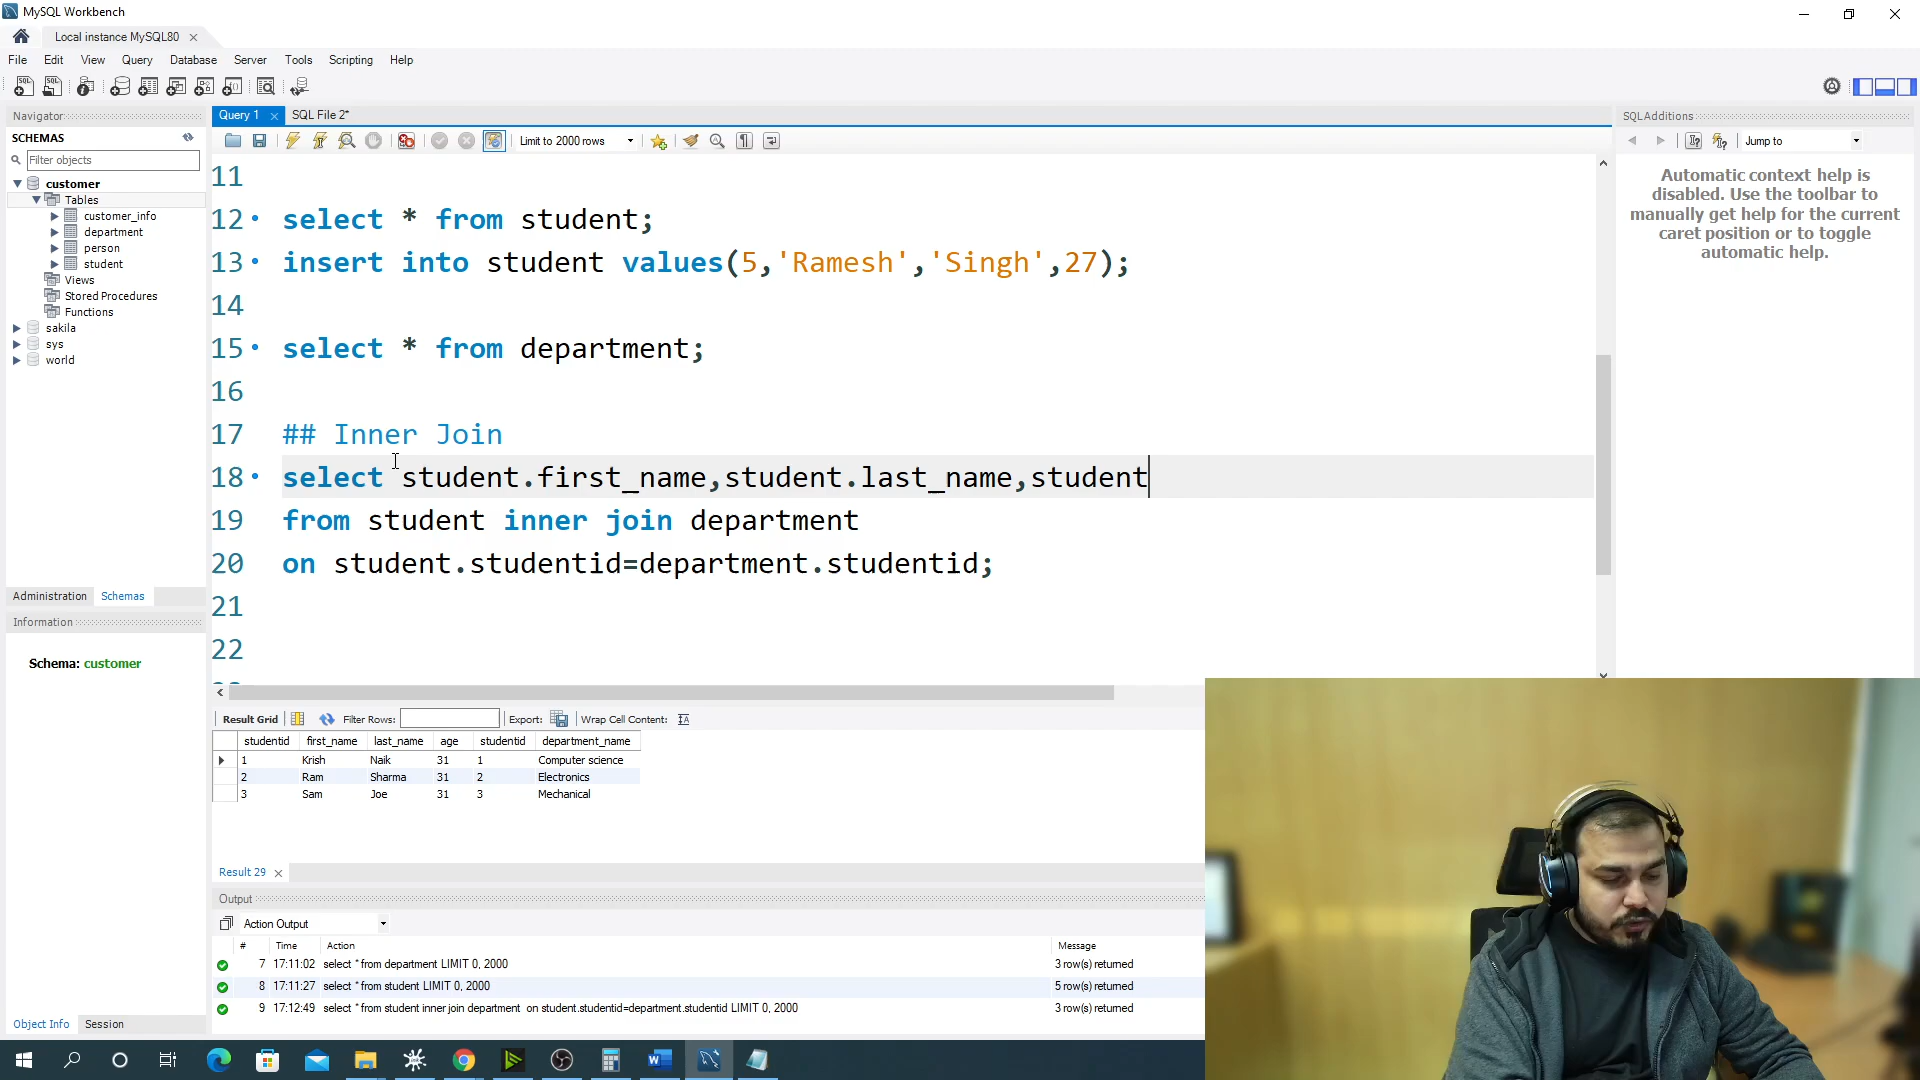 MySQL Workbench
Local instance MySQL80
File Edit View Query Database Server Tools Scripting Help
Navigator
SCHEMAS
Filter objects
customer
Tables
customer_info
department
person
student
Views
Stored Procedures
Functions
sakila
sys
world
Administration Schemas
Information
Schema: customer
Object Info Session
Query 1 SQL File 2*
Limit to 2000 rows
11
12 select * from student;
13 insert into student values(5,'Ramesh','Singh',27);
14
15 select * from department;
16
17 ## Inner Join
18 select student.first_name,student.last_name,student
19 from student inner join department
20 on student.studentid=department.studentid;
21
22
Result Grid Filter Rows: Export: Wrap Cell Content:
studentid first_name last_name age studentid department_name
1 Krish Naik 31 1 Computer science
2 Ram Sharma 31 2 Electronics
3 Sam Joe 31 3 Mechanical
Result 29
Output
Action Output
# Time Action Message
7 17:11:02 select * from department LIMIT 0, 2000 3 row(s) returned
8 17:11:27 select * from student LIMIT 0, 2000 5 row(s) returned
9 17:12:49 select * from student inner join department on student.studentid=department.studentid LIMIT 0, 2000 3 row(s) returned
SQLAdditions
Jump to
Automatic context help is
disabled. Use the toolbar to
manually get help for the current
caret position or to toggle
automatic help.